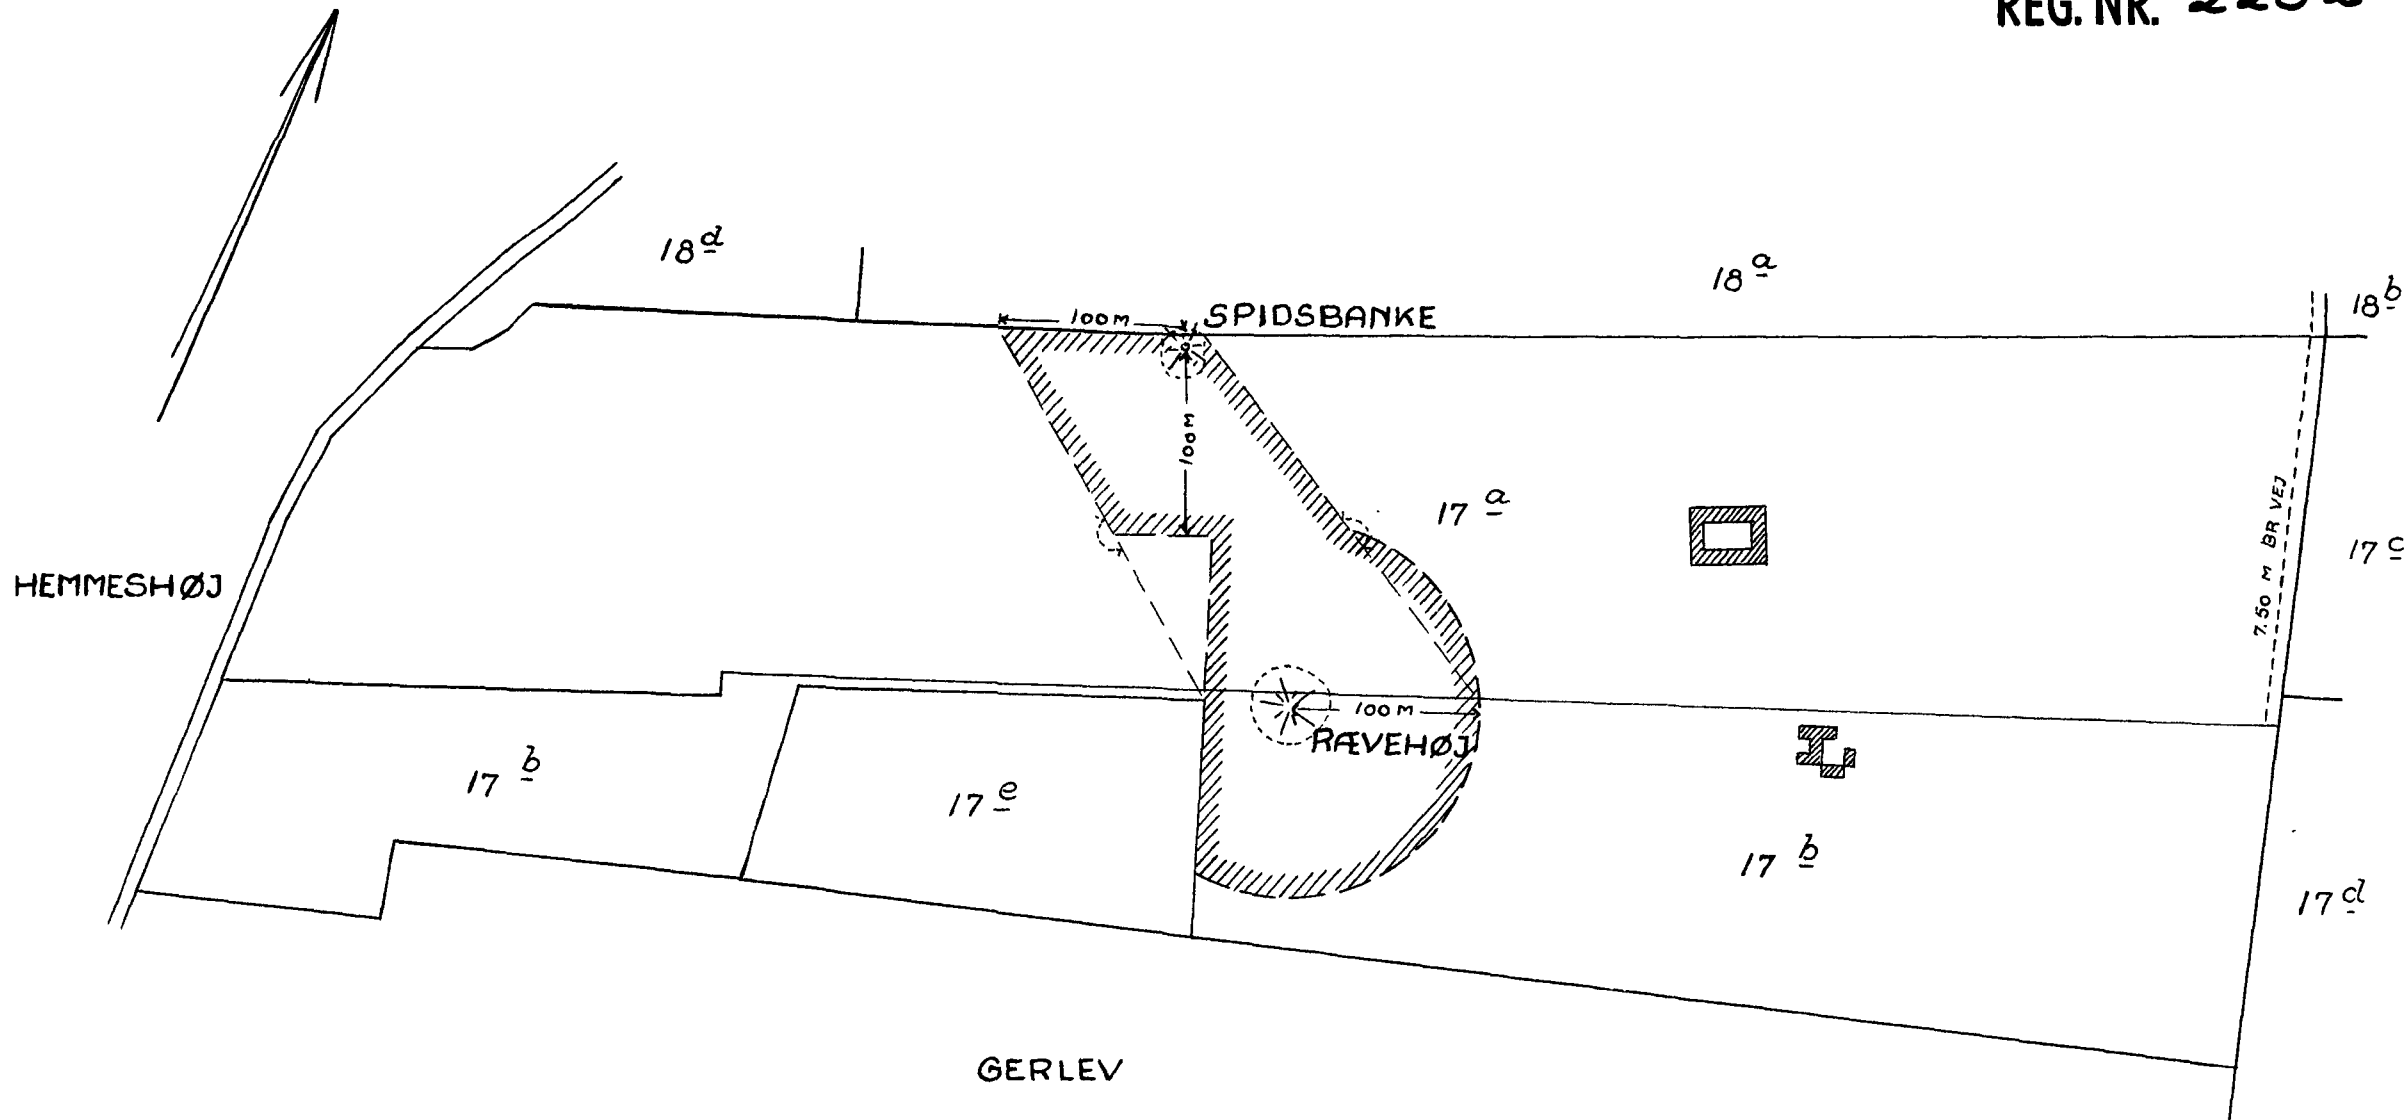 REG. NR.
18 d
18 a
18 b
100 M
SPIDSBANKE
100 M
17 a
7.50 M BR VEJ
17 c
HEMMESHØJ
100 M
RÆVEHØJ
17 b
17 e
17 b
17 d
GERLEV